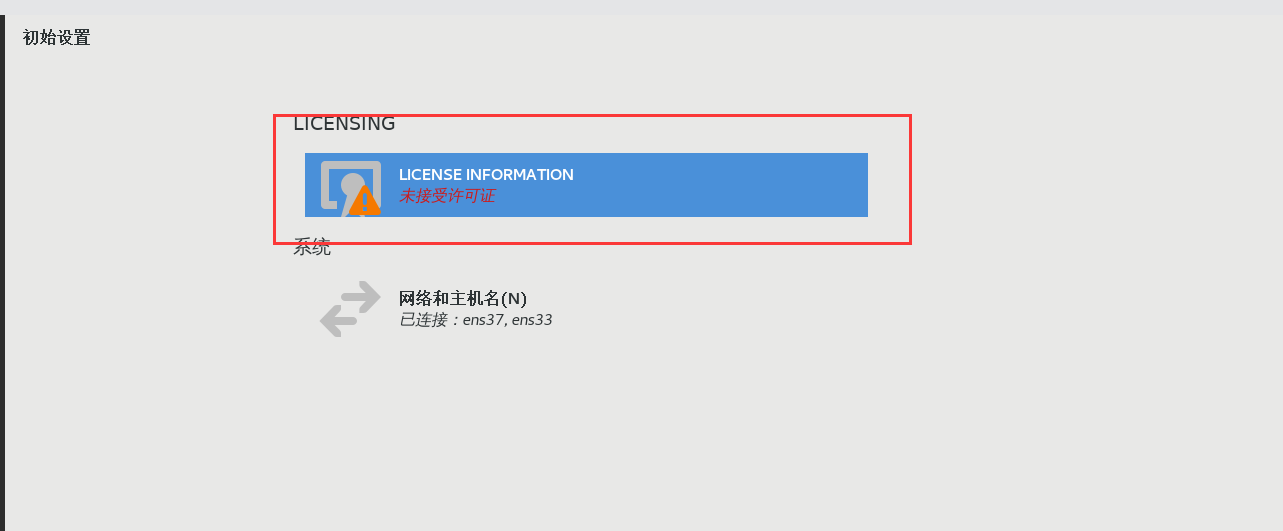 初始设置
LICENSING
LICENSE INFORMATION
未接受许可证
系统
网络和主机名(N)
已连接：ens37, ens33